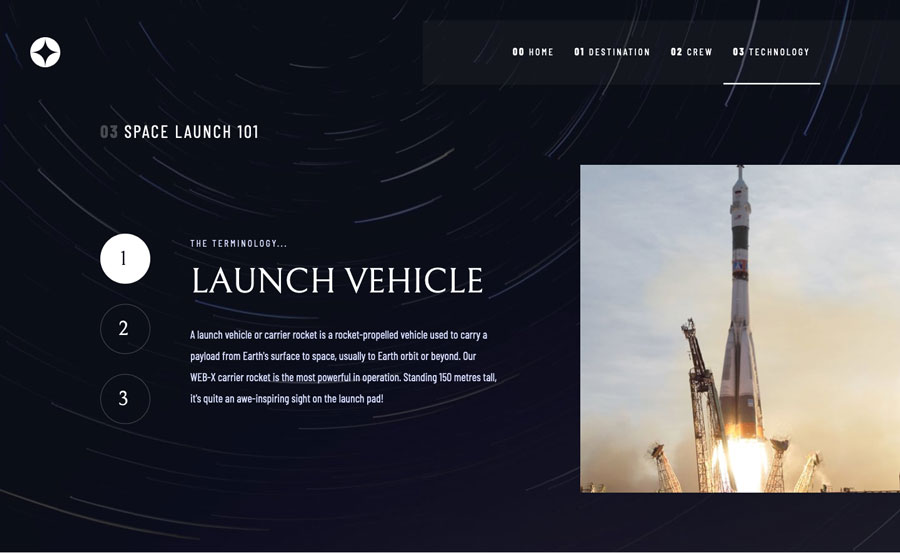 00 HOME 01 DESTINATION 02 CREW 03 TECHNOLOGY
03 SPACE LAUNCH 101
1
2
3
THE TERMINOLOGY...
LAUNCH VEHICLE
A launch vehicle or carrier rocket is a rocket-propelled vehicle used to carry a
payload from Earth's surface to space, usually to Earth orbit or beyond. Our
WEB-X carrier rocket is the most powerful in operation. Standing 150 metres tall,
it's quite an awe-inspiring sight on the launch pad!